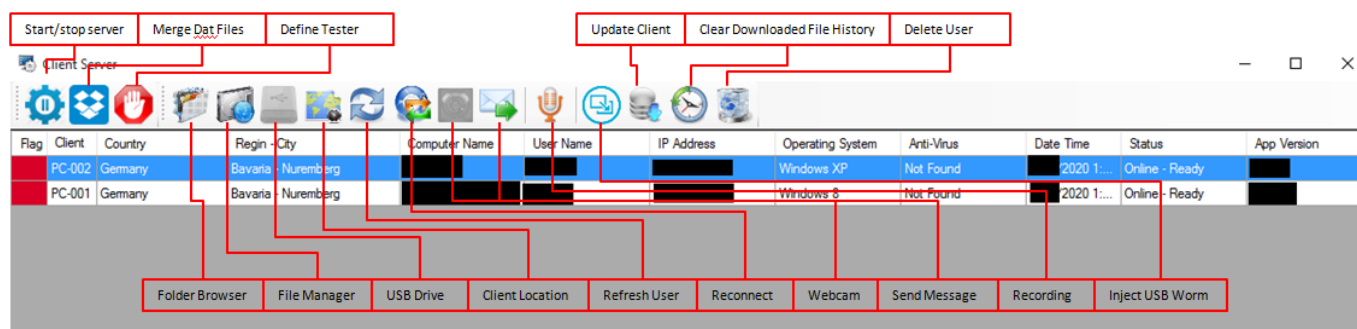 Start/stop server Merge Dat Files Define Tester Update Client Clear Downloaded File History Delete User
Client Server
Flag Client Country Regin - City Computer Name User Name IP Address Operating System Anti-Virus Date Time Status App Version
PC-002 Germany Bavaria - Nuremberg Windows XP Not Found 2020 1:... Online - Ready
PC-001 Germany Bavaria - Nuremberg Windows 8 Not Found 2020 1:... Online - Ready
Folder Browser File Manager USB Drive Client Location Refresh User Reconnect Webcam Send Message Recording Inject USB Worm